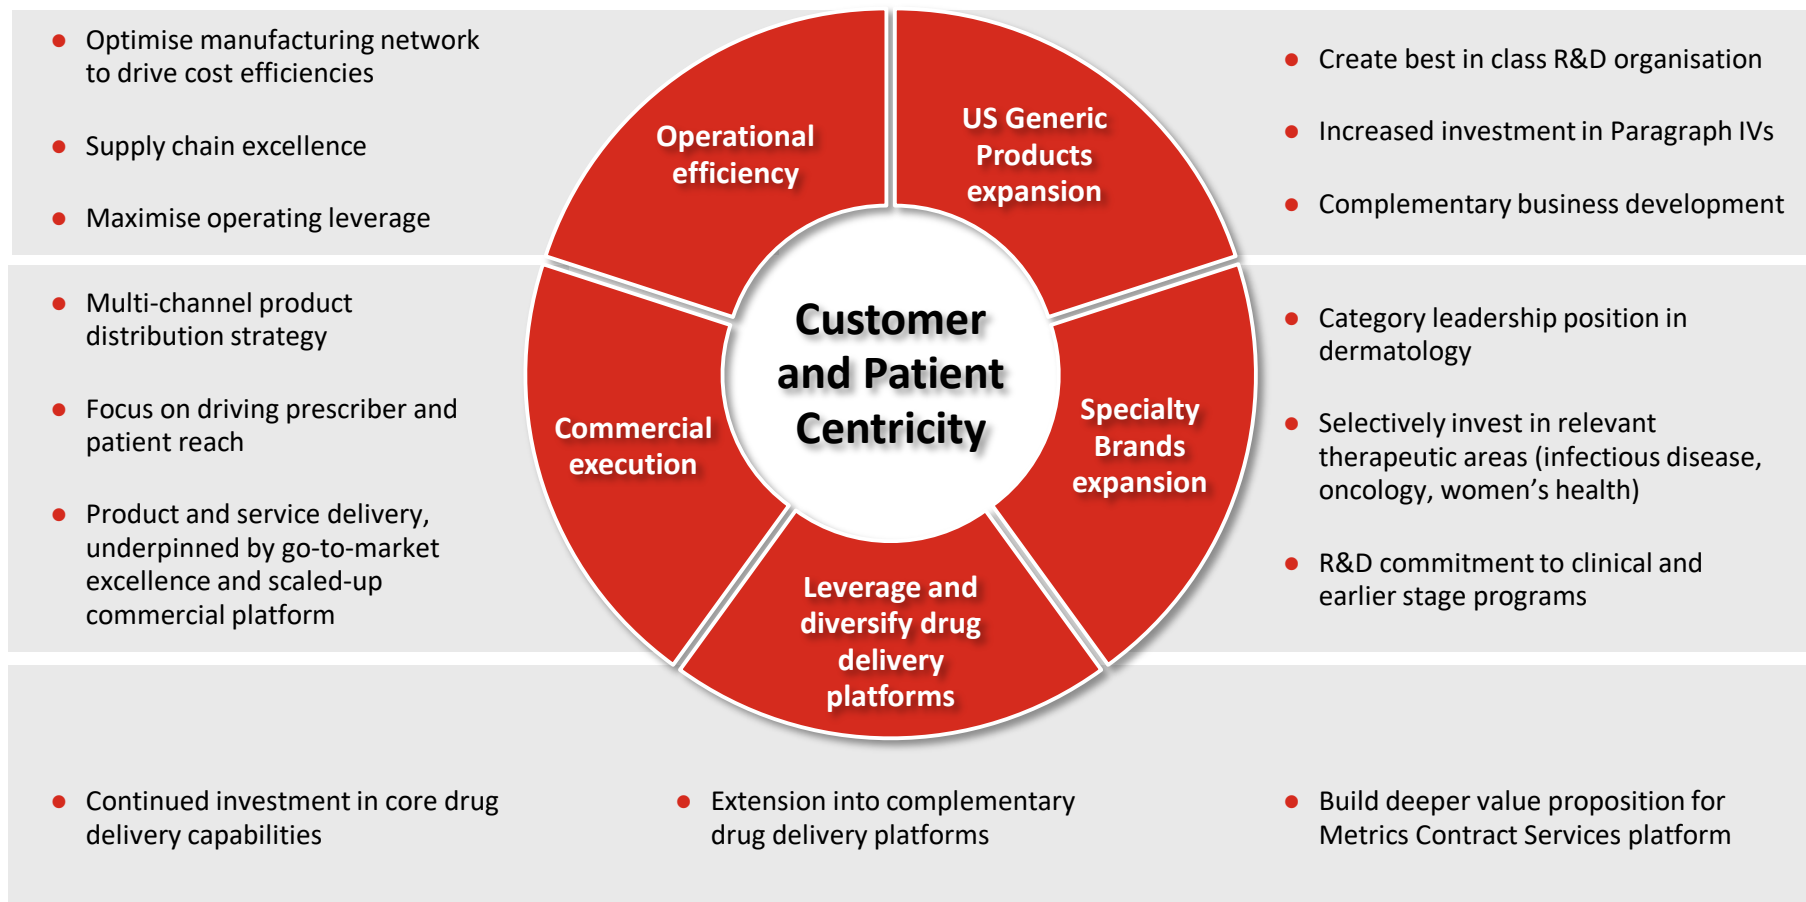 ● Optimise manufacturing network
to drive cost efficiencies
● Supply chain excellence
● Maximise operating leverage
Operational
efficiency
US Generic
Products
expansion
● Create best in class R&D organisation
● Increased investment in Paragraph IVs
● Complementary business development
● Multi-channel product
distribution strategy
● Focus on driving prescriber and
patient reach
● Product and service delivery,
underpinned by go-to-market
excellence and scaled-up
commercial platform
Commercial
execution
Customer
and Patient
Centricity
Specialty
Brands
expansion
● Category leadership position in
dermatology
● Selectively invest in relevant
therapeutic areas (infectious disease,
oncology, women’s health)
● R&D commitment to clinical and
earlier stage programs
Leverage and
diversify drug
delivery
platforms
● Continued investment in core drug
delivery capabilities
● Extension into complementary
drug delivery platforms
● Build deeper value proposition for
Metrics Contract Services platform